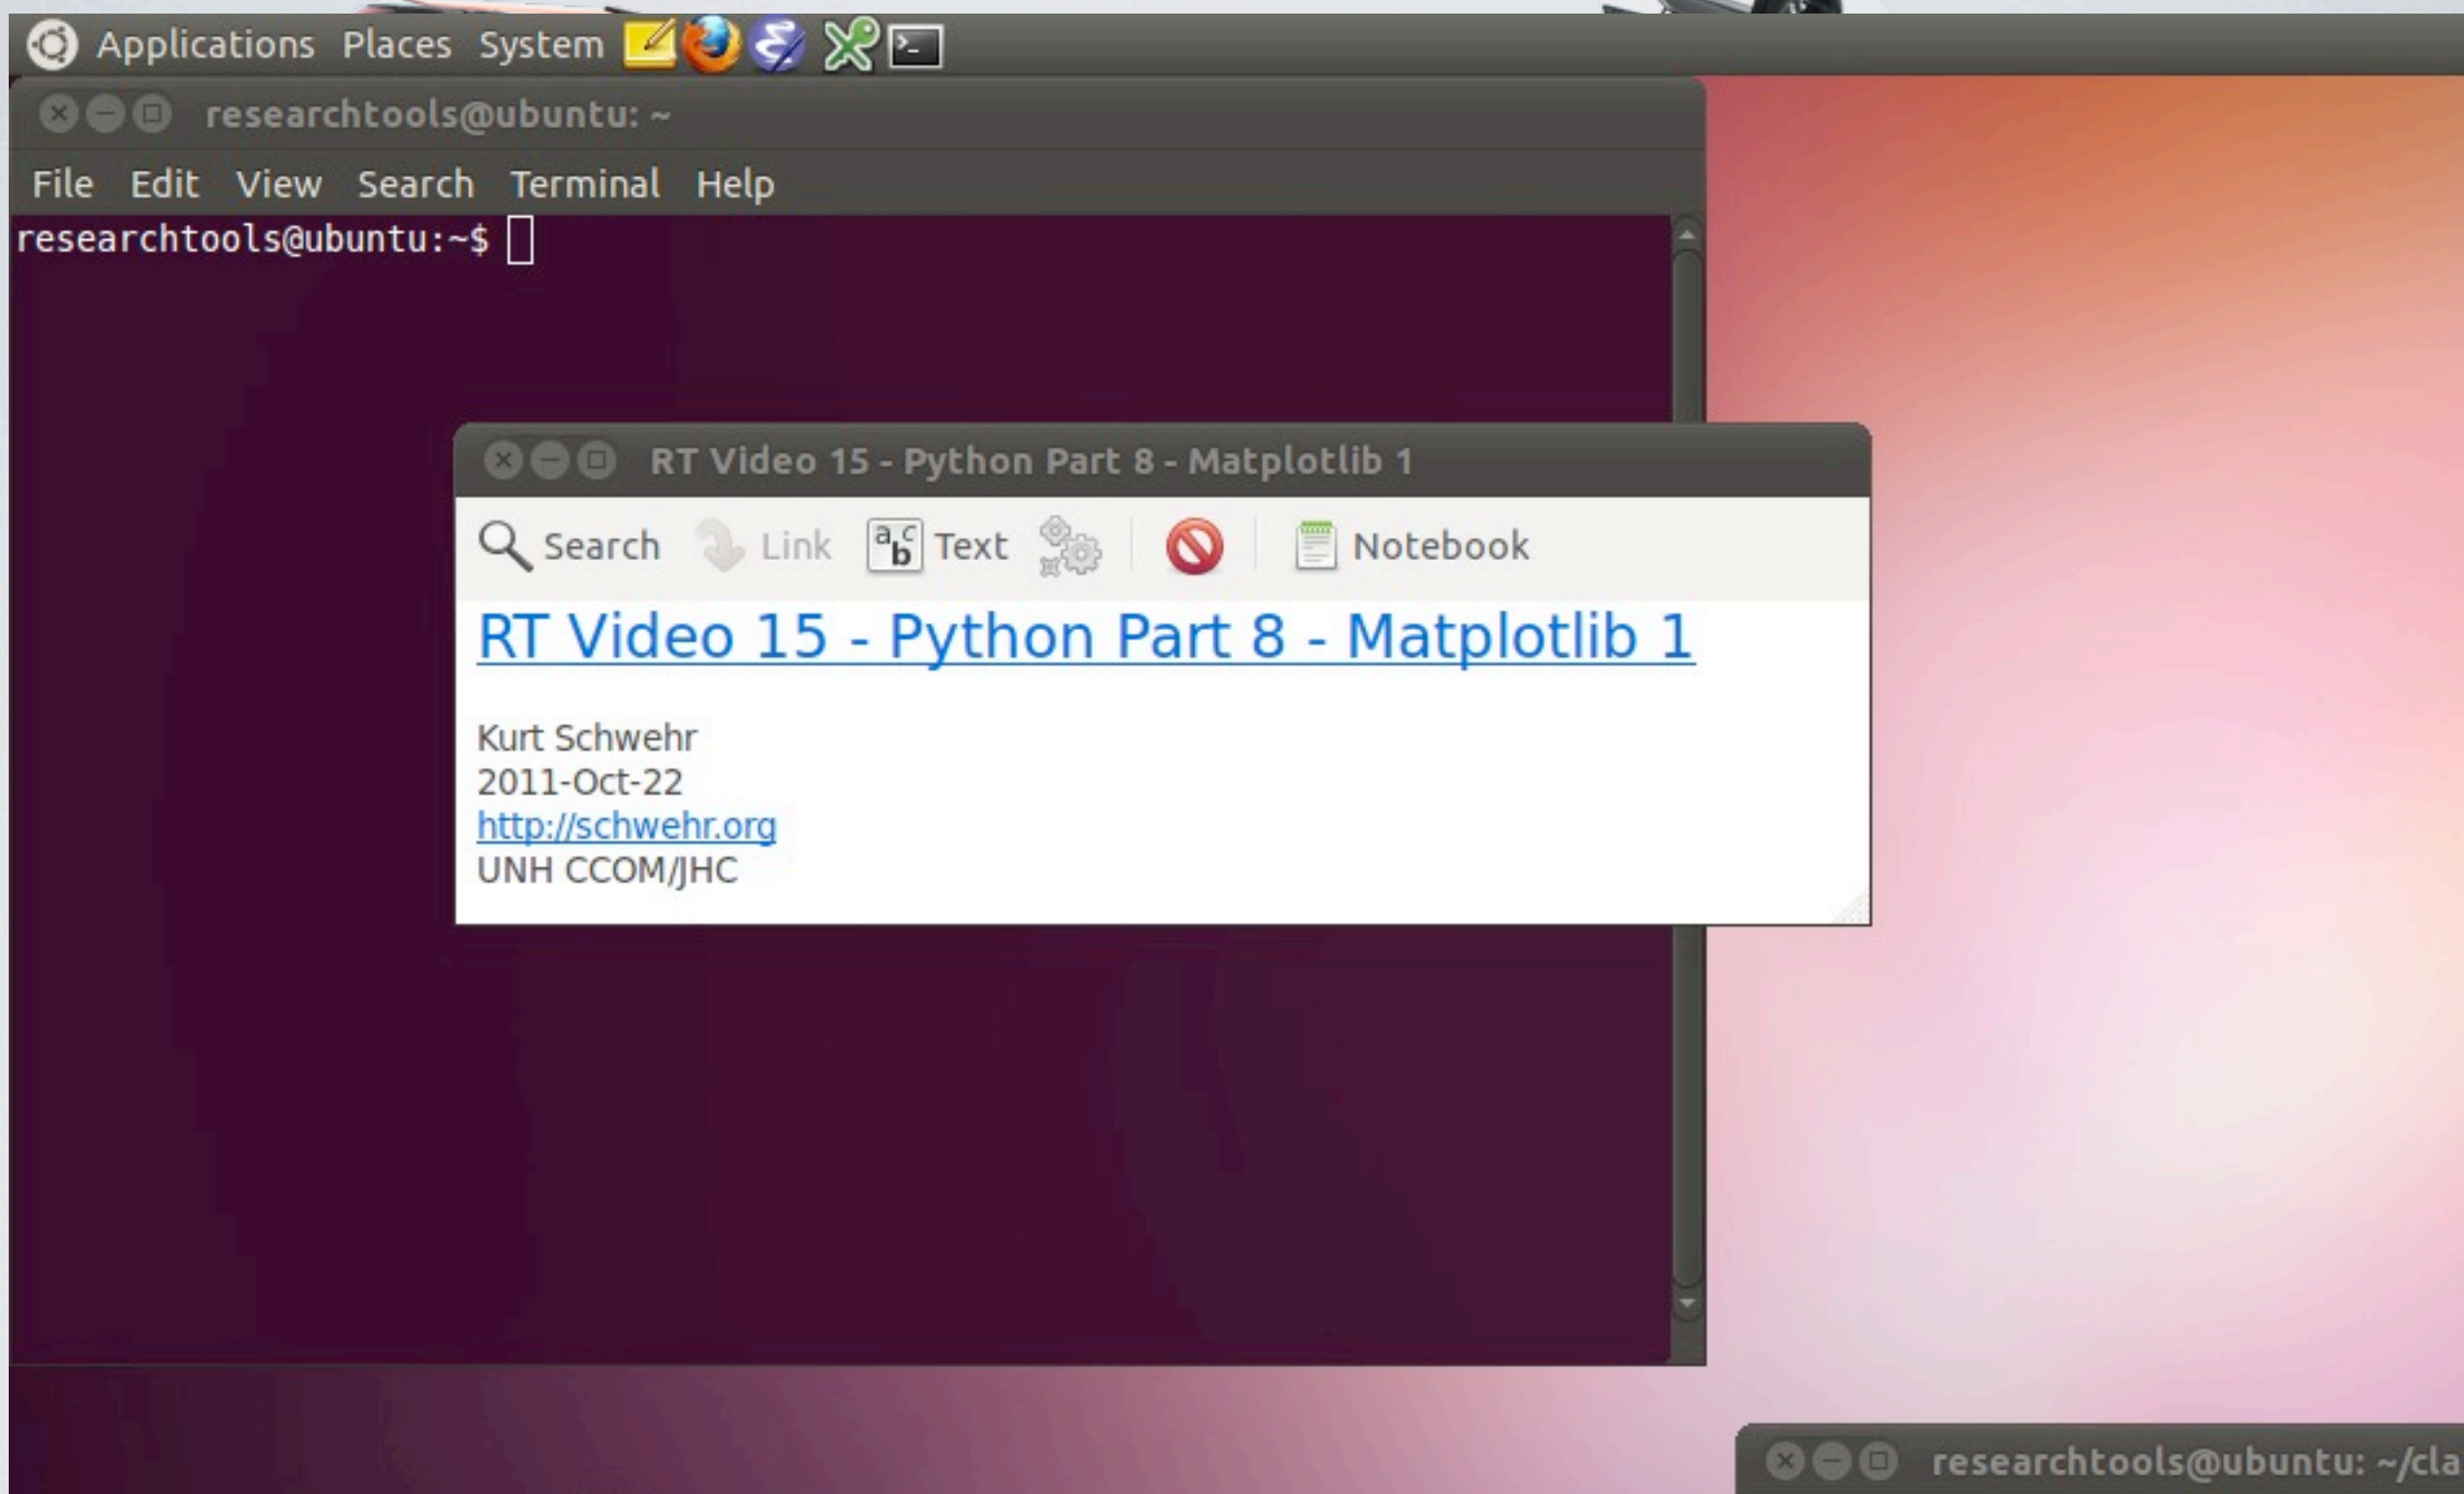 Applications Places System
researchtools@ubuntu: ~
File Edit View Search Terminal Help
researchtools@ubuntu:~$
RT Video 15 - Python Part 8 - Matplotlib 1
Search Link Text Notebook
RT Video 15 - Python Part 8 - Matplotlib 1
Kurt Schwehr
2011-Oct-22
http://schwehr.org
UNH CCOM/JHC
researchtools@ubuntu: ~/cla